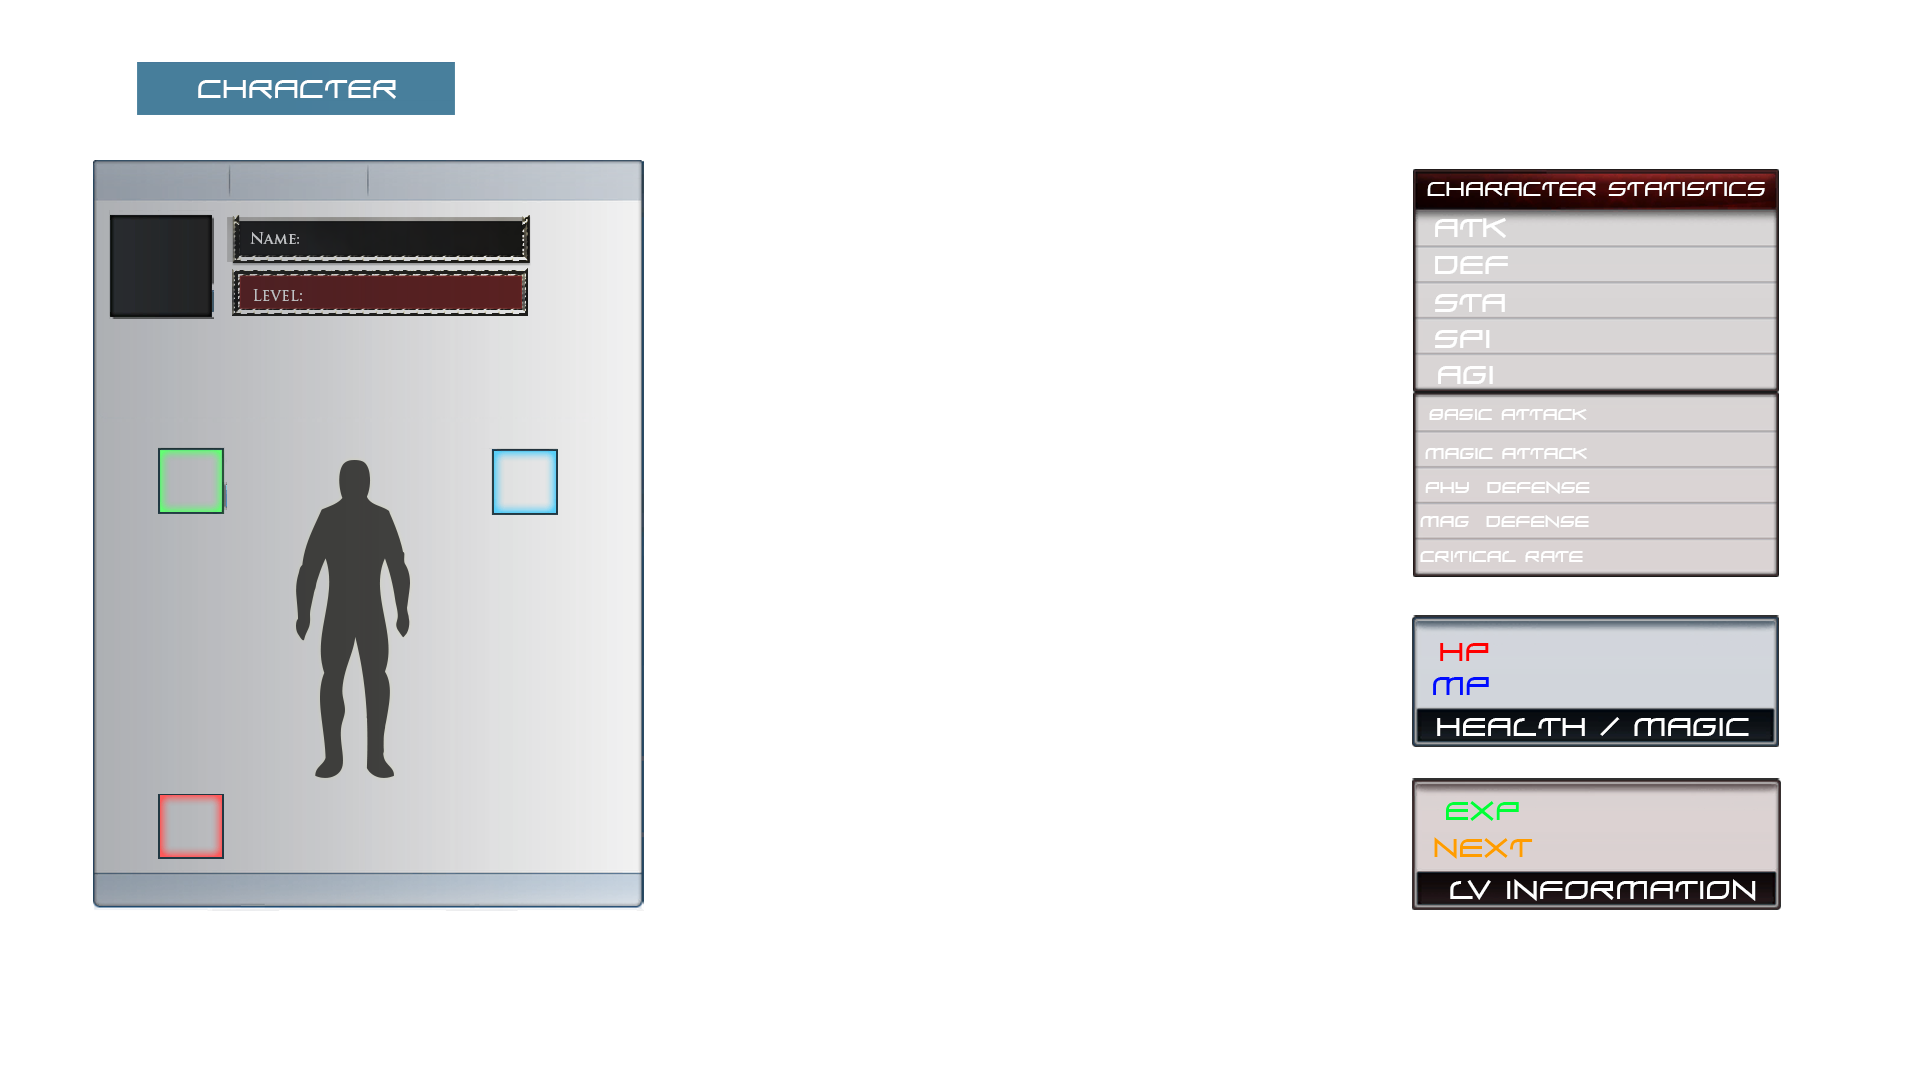 CHRACTER
NAME:
LEVEL:
CHARACTER STATISTICS
ATK
DEF
STA
SPI
AGI
BASIC ATTACK
MAGIC ATTACK
PHY DEFENSE
MAG DEFENSE
CRITICAL RATE
HP
MP
HEALTH / MAGIC
EXP
NEXT
LV INFORMATION